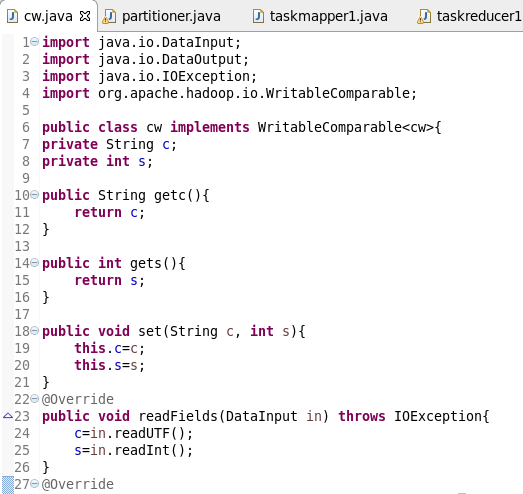 cw.java partitioner.java taskmapper1.java taskreducer1
1 import java.io.DataInput;
2 import java.io.DataOutput;
3 import java.io.IOException;
4 import org.apache.hadoop.io.WritableComparable;
5
6 public class cw implements WritableComparable<cw>{
7 private String c;
8 private int s;
9
10 public String getc(){
11     return c;
12 }
13
14 public int gets(){
15     return s;
16 }
17
18 public void set(String c, int s){
19     this.c=c;
20     this.s=s;
21 }
22 @Override
23 public void readFields(DataInput in) throws IOException{
24     c=in.readUTF();
25     s=in.readInt();
26 }
27 @Override